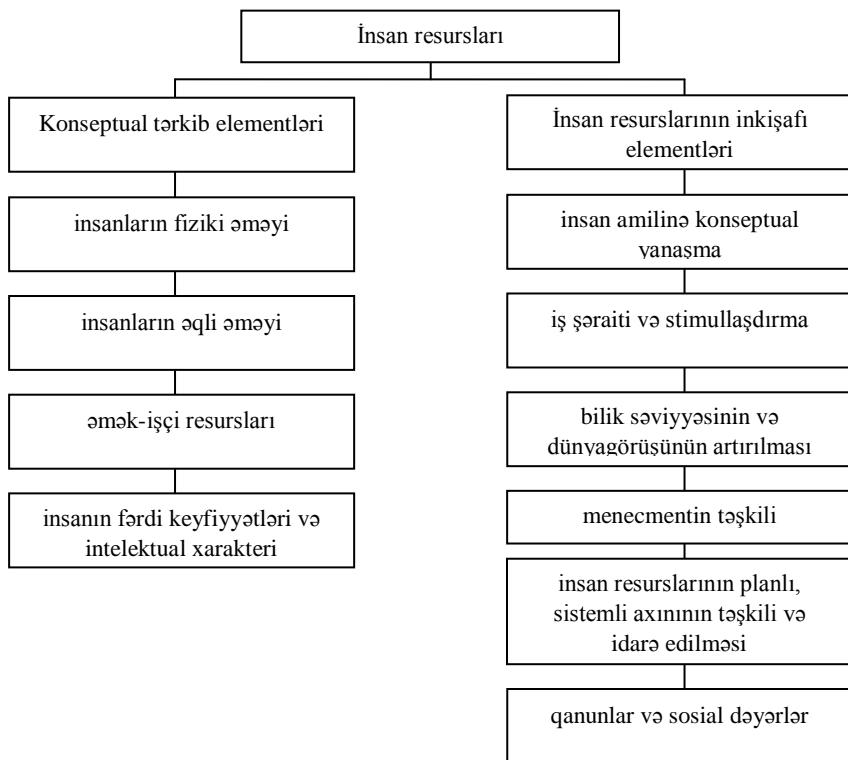 İnsan resursları
Konseptual tərkib elementləri
insanların fiziki əməyi
insanların əqli əməyi
əmək-işçi resursları
insanın fərdi keyfiyyətləri və
intelektual xarakteri
İnsan resurslarının inkişafı
elementləri
insan amilinə konseptual
yanaşma
iş şəraiti və stimullaşdırma
bilik səviyyəsinin və
dünyagörüşünün artırılması
menecmentin təşkili
insan resurslarının planlı,
sistemli axınının təşkili və
idarə edilməsi
qanunlar və sosial dəyərlər